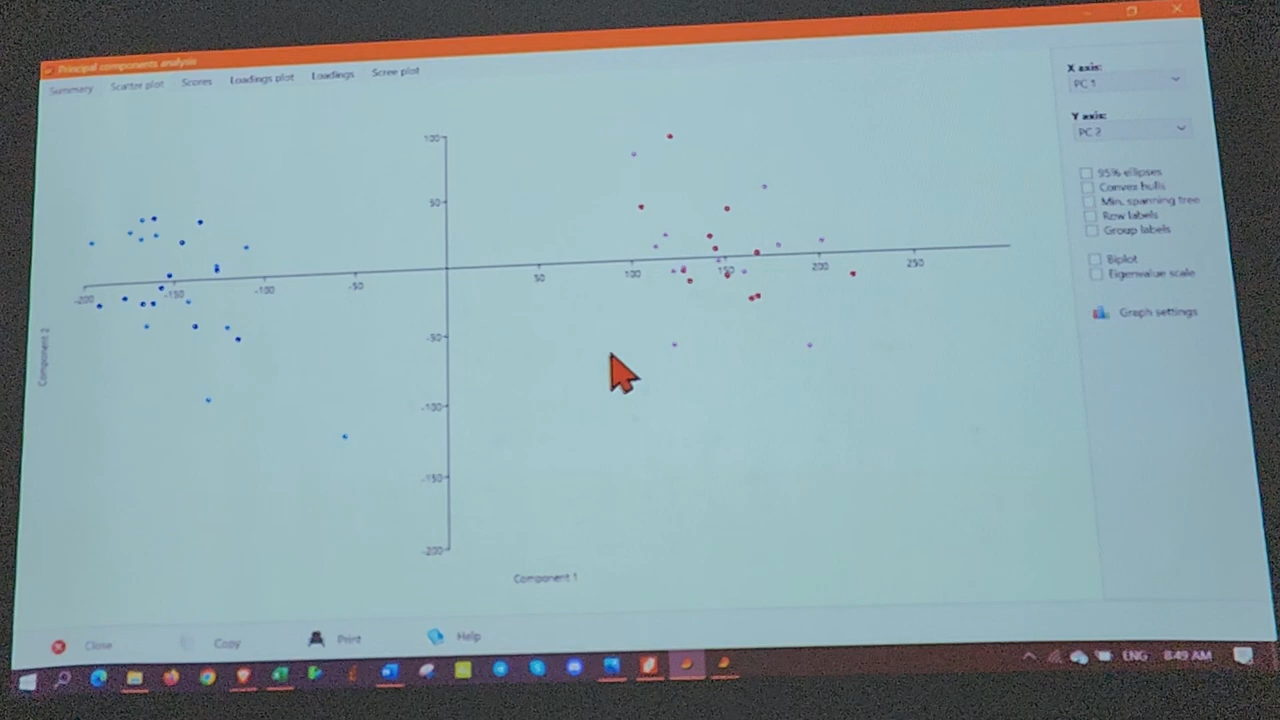 Principal components analysis
Summary Scatter plot Scores Loadings plot Loadings Scree plot
X axis:
PC 1
Y axis:
PC 2
95% ellipses
Convex hulls
Min. spanning tree
Row labels
Group labels
Biplot
Eigenvalue scale
Graph settings
100
50
-200 -150 -100 -50 50 100 150 200 250
-50
-100
-150
-200
Component 2
Component 1
Close Copy Print Help
ENG 8:49 AM